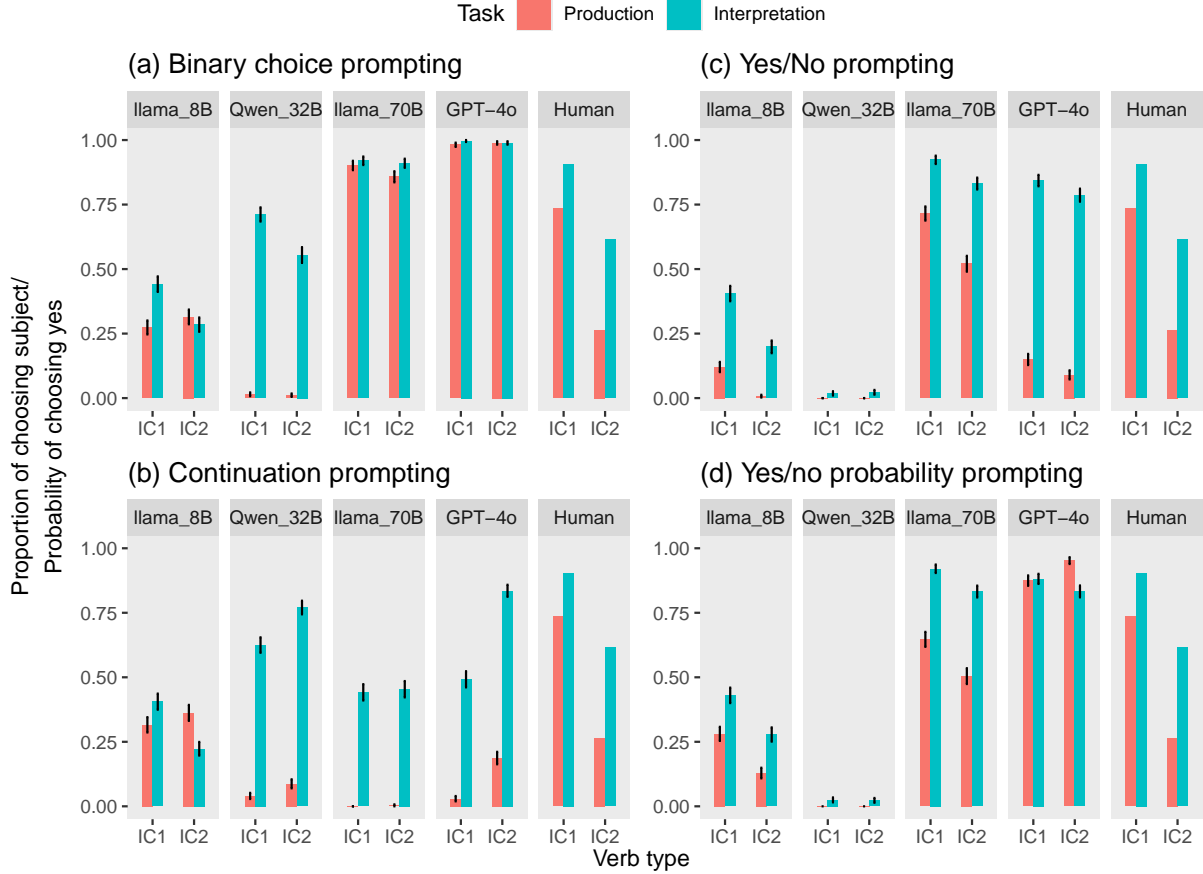 Task Production Interpretation
(a) Binary choice prompting
llama_8B Qwen_32B llama_70B GPT−4o Human
1.00
0.75
0.50
0.25
0.00
IC1 IC2 IC1 IC2 IC1 IC2 IC1 IC2 IC1 IC2
(c) Yes/No prompting
llama_8B Qwen_32B llama_70B GPT−4o Human
1.00
0.75
0.50
0.25
0.00
IC1 IC2 IC1 IC2 IC1 IC2 IC1 IC2 IC1 IC2
(b) Continuation prompting
llama_8B Qwen_32B llama_70B GPT−4o Human
1.00
0.75
0.50
0.25
0.00
IC1 IC2 IC1 IC2 IC1 IC2 IC1 IC2 IC1 IC2
(d) Yes/no probability prompting
llama_8B Qwen_32B llama_70B GPT−4o Human
1.00
0.75
0.50
0.25
0.00
IC1 IC2 IC1 IC2 IC1 IC2 IC1 IC2 IC1 IC2
Proportion of choosing subject/
Probability of choosing yes
Verb type